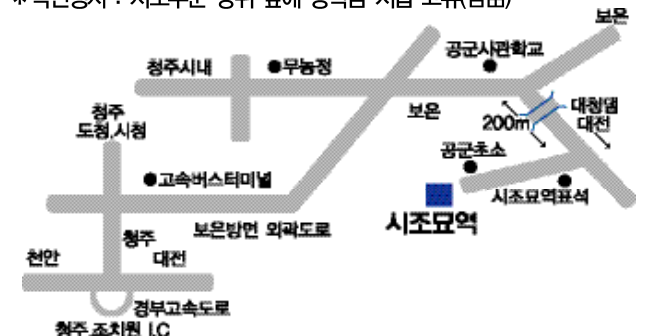 보은
공군사관학교
청주시내
무농정
청주
도청,시청
보은
200m
대청댐
대전
공군초소
고속버스터미널
시조묘역표석
시조묘역
보은방면 외곽도로
청주
천안
대전
경부고속도로
청주 조치원 I.C